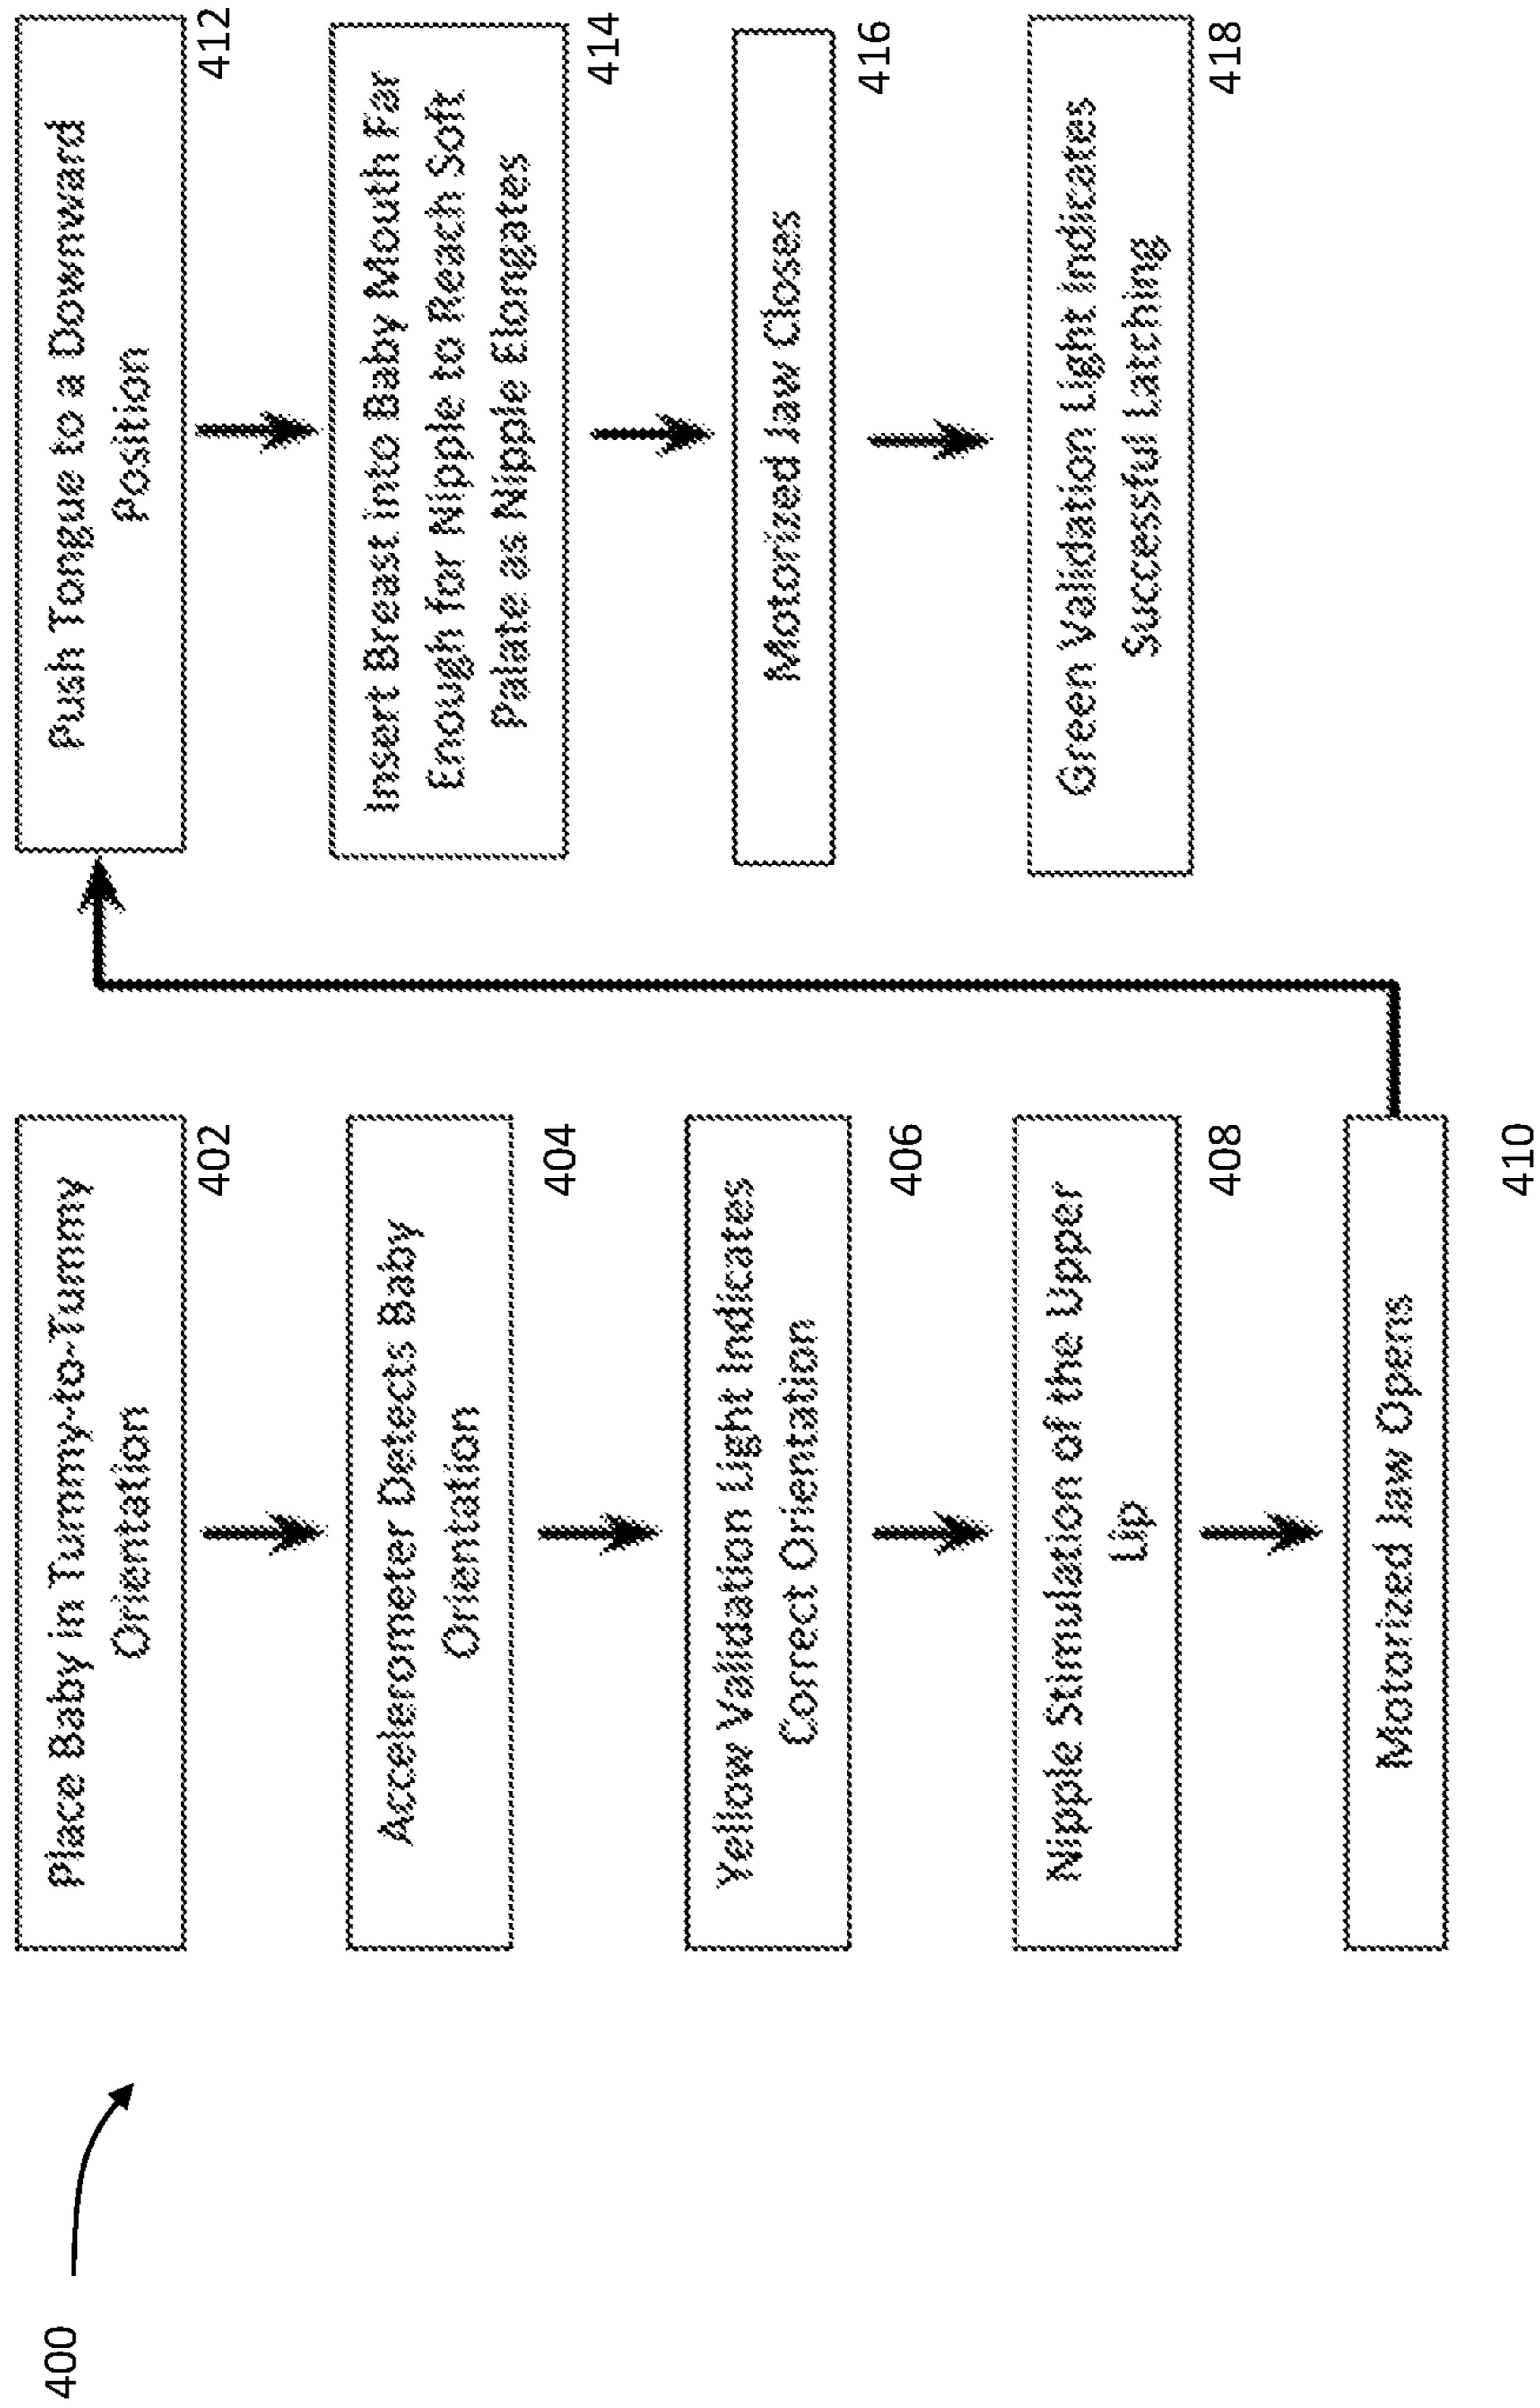 400
Place Baby in Tummy-to-Tummy
Orientation
402
Accelerometer Detects Baby
Orientation
404
Yellow Validation Light Indicates
Correct Orientation
406
Nipple Stimulation of the Upper
Lip
408
Motorized Jaw Opens
410
Push Tongue to a Downward
Position
412
Insert Breast into Baby Mouth Far
Enough for Nipple to Reach Soft
Palate as Nipple Elongates
414
Motorized Jaw Closes
416
Green Validation Light Indicates
Successful Latching
418